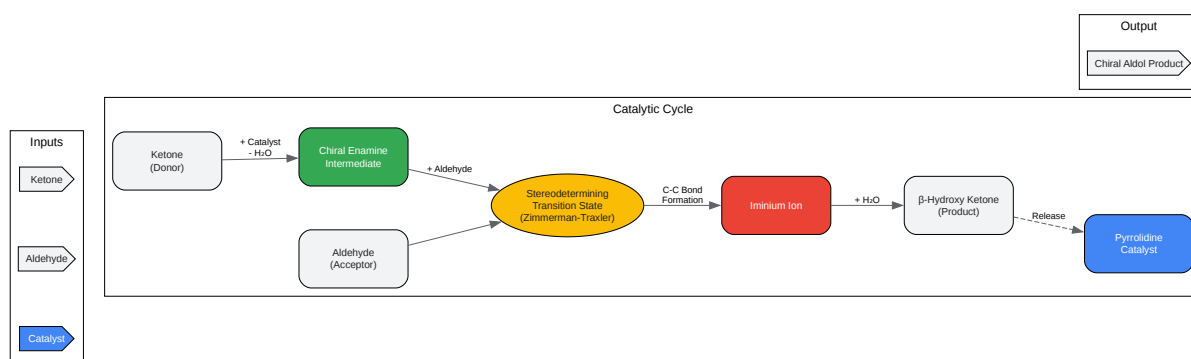 Output
Chiral Aldol Product
Catalytic Cycle
Inputs
Ketone
Aldehyde
Catalyst
Ketone
(Donor)
+ Catalyst
- H₂O
Chiral Enamine
Intermediate
+ Aldehyde
Aldehyde
(Acceptor)
Stereodetermining
Transition State
(Zimmerman-Traxler)
C-C Bond
Formation
Iminium Ion
+ H₂O
β-Hydroxy Ketone
(Product)
Release
Pyrrolidine
Catalyst